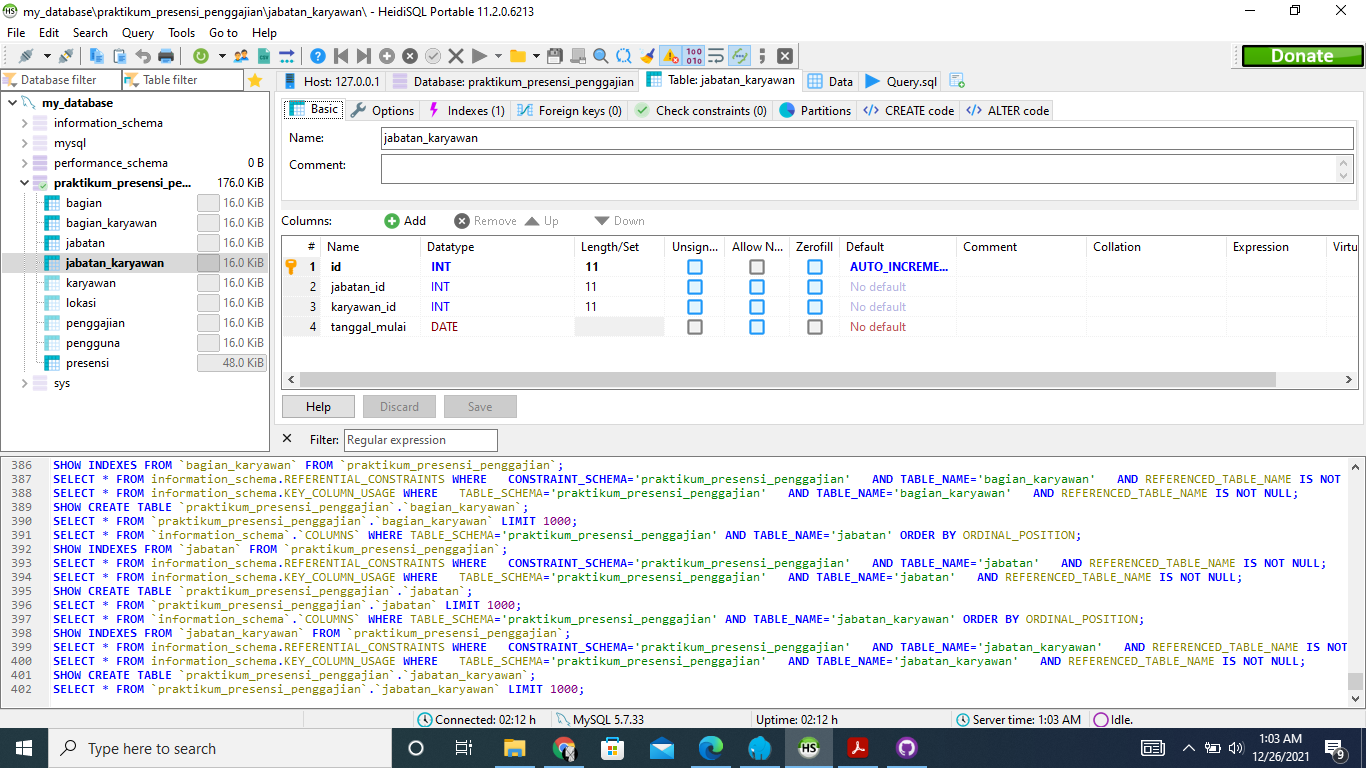 my_database\praktikum_presensi_penggajian\jabatan_karyawan\ - HeidiSQL Portable 11.2.0.6213
File Edit Search Query Tools Go to Help
Donate
Database filter Table filter
Host: 127.0.0.1 Database: praktikum_presensi_penggajian Table: jabatan_karyawan Data Query.sql
my_database
information_schema
mysql
performance_schema 0 B
praktikum_presensi_pe... 176.0 KiB
bagian 16.0 KiB
bagian_karyawan 16.0 KiB
jabatan 16.0 KiB
jabatan_karyawan 16.0 KiB
karyawan 16.0 KiB
lokasi 16.0 KiB
penggajian 16.0 KiB
pengguna 16.0 KiB
presensi 48.0 KiB
sys
Basic Options Indexes (1) Foreign keys (0) Check constraints (0) Partitions CREATE code ALTER code
Name: jabatan_karyawan
Comment:
Columns: Add Remove Up Down
# Name Datatype Length/Set Unsign... Allow N... Zerofill Default Comment Collation Expression Virtu
1 id INT 11 AUTO_INCREME...
2 jabatan_id INT 11 No default
3 karyawan_id INT 11 No default
4 tanggal_mulai DATE No default
Help Discard Save
Filter: Regular expression
386 SHOW INDEXES FROM `bagian_karyawan` FROM `praktikum_presensi_penggajian`;
387 SELECT * FROM information_schema.REFERENTIAL_CONSTRAINTS WHERE CONSTRAINT_SCHEMA='praktikum_presensi_penggajian' AND TABLE_NAME='bagian_karyawan' AND REFERENCED_TABLE_NAME IS NOT
388 SELECT * FROM information_schema.KEY_COLUMN_USAGE WHERE TABLE_SCHEMA='praktikum_presensi_penggajian' AND TABLE_NAME='bagian_karyawan' AND REFERENCED_TABLE_NAME IS NOT NULL;
389 SHOW CREATE TABLE `praktikum_presensi_penggajian`.`bagian_karyawan`;
390 SELECT * FROM `praktikum_presensi_penggajian`.`bagian_karyawan` LIMIT 1000;
391 SELECT * FROM `information_schema`.`COLUMNS` WHERE TABLE_SCHEMA='praktikum_presensi_penggajian' AND TABLE_NAME='jabatan' ORDER BY ORDINAL_POSITION;
392 SHOW INDEXES FROM `jabatan` FROM `praktikum_presensi_penggajian`;
393 SELECT * FROM information_schema.REFERENTIAL_CONSTRAINTS WHERE CONSTRAINT_SCHEMA='praktikum_presensi_penggajian' AND TABLE_NAME='jabatan' AND REFERENCED_TABLE_NAME IS NOT NULL;
394 SELECT * FROM information_schema.KEY_COLUMN_USAGE WHERE TABLE_SCHEMA='praktikum_presensi_penggajian' AND TABLE_NAME='jabatan' AND REFERENCED_TABLE_NAME IS NOT NULL;
395 SHOW CREATE TABLE `praktikum_presensi_penggajian`.`jabatan`;
396 SELECT * FROM `praktikum_presensi_penggajian`.`jabatan` LIMIT 1000;
397 SELECT * FROM `information_schema`.`COLUMNS` WHERE TABLE_SCHEMA='praktikum_presensi_penggajian' AND TABLE_NAME='jabatan_karyawan' ORDER BY ORDINAL_POSITION;
398 SHOW INDEXES FROM `jabatan_karyawan` FROM `praktikum_presensi_penggajian`;
399 SELECT * FROM information_schema.REFERENTIAL_CONSTRAINTS WHERE CONSTRAINT_SCHEMA='praktikum_presensi_penggajian' AND TABLE_NAME='jabatan_karyawan' AND REFERENCED_TABLE_NAME IS NOT
400 SELECT * FROM information_schema.KEY_COLUMN_USAGE WHERE TABLE_SCHEMA='praktikum_presensi_penggajian' AND TABLE_NAME='jabatan_karyawan' AND REFERENCED_TABLE_NAME IS NOT NULL;
401 SHOW CREATE TABLE `praktikum_presensi_penggajian`.`jabatan_karyawan`;
402 SELECT * FROM `praktikum_presensi_penggajian`.`jabatan_karyawan` LIMIT 1000;
Connected: 02:12 h MySQL 5.7.33 Uptime: 02:12 h Server time: 1:03 AM Idle.
Type here to search HS 1:03 AM
12/26/2021 9